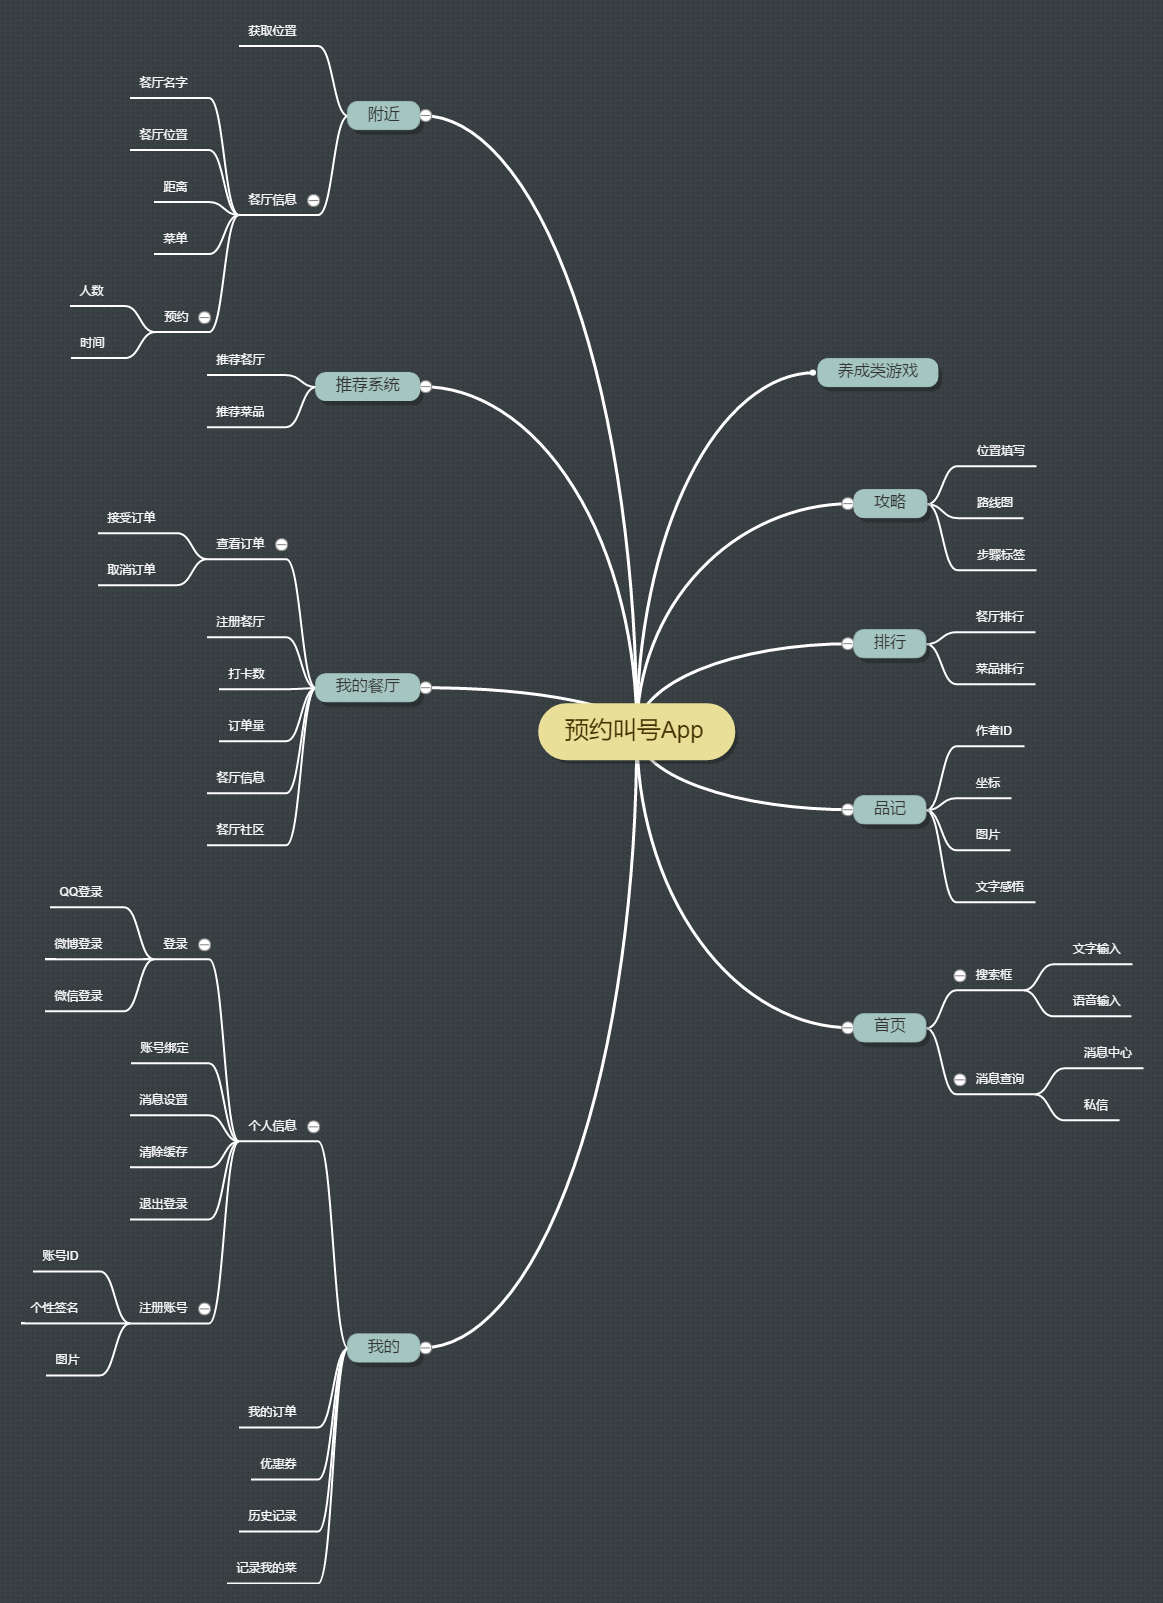 预约叫号App
附近
获取位置
餐厅信息
餐厅名字
餐厅位置
距离
菜单
预约
人数
时间
推荐系统
推荐餐厅
推荐菜品
我的餐厅
查看订单
接受订单
取消订单
注册餐厅
打卡数
订单量
餐厅信息
餐厅社区
我的
个人信息
登录
QQ登录
微博登录
微信登录
账号绑定
消息设置
清除缓存
退出登录
注册账号
账号ID
个性签名
图片
我的订单
优惠券
历史记录
记录我的菜
养成类游戏
攻略
位置填写
路线图
步骤标签
排行
餐厅排行
菜品排行
品记
作者ID
坐标
图片
文字感悟
首页
搜索框
文字输入
语音输入
消息查询
消息中心
私信